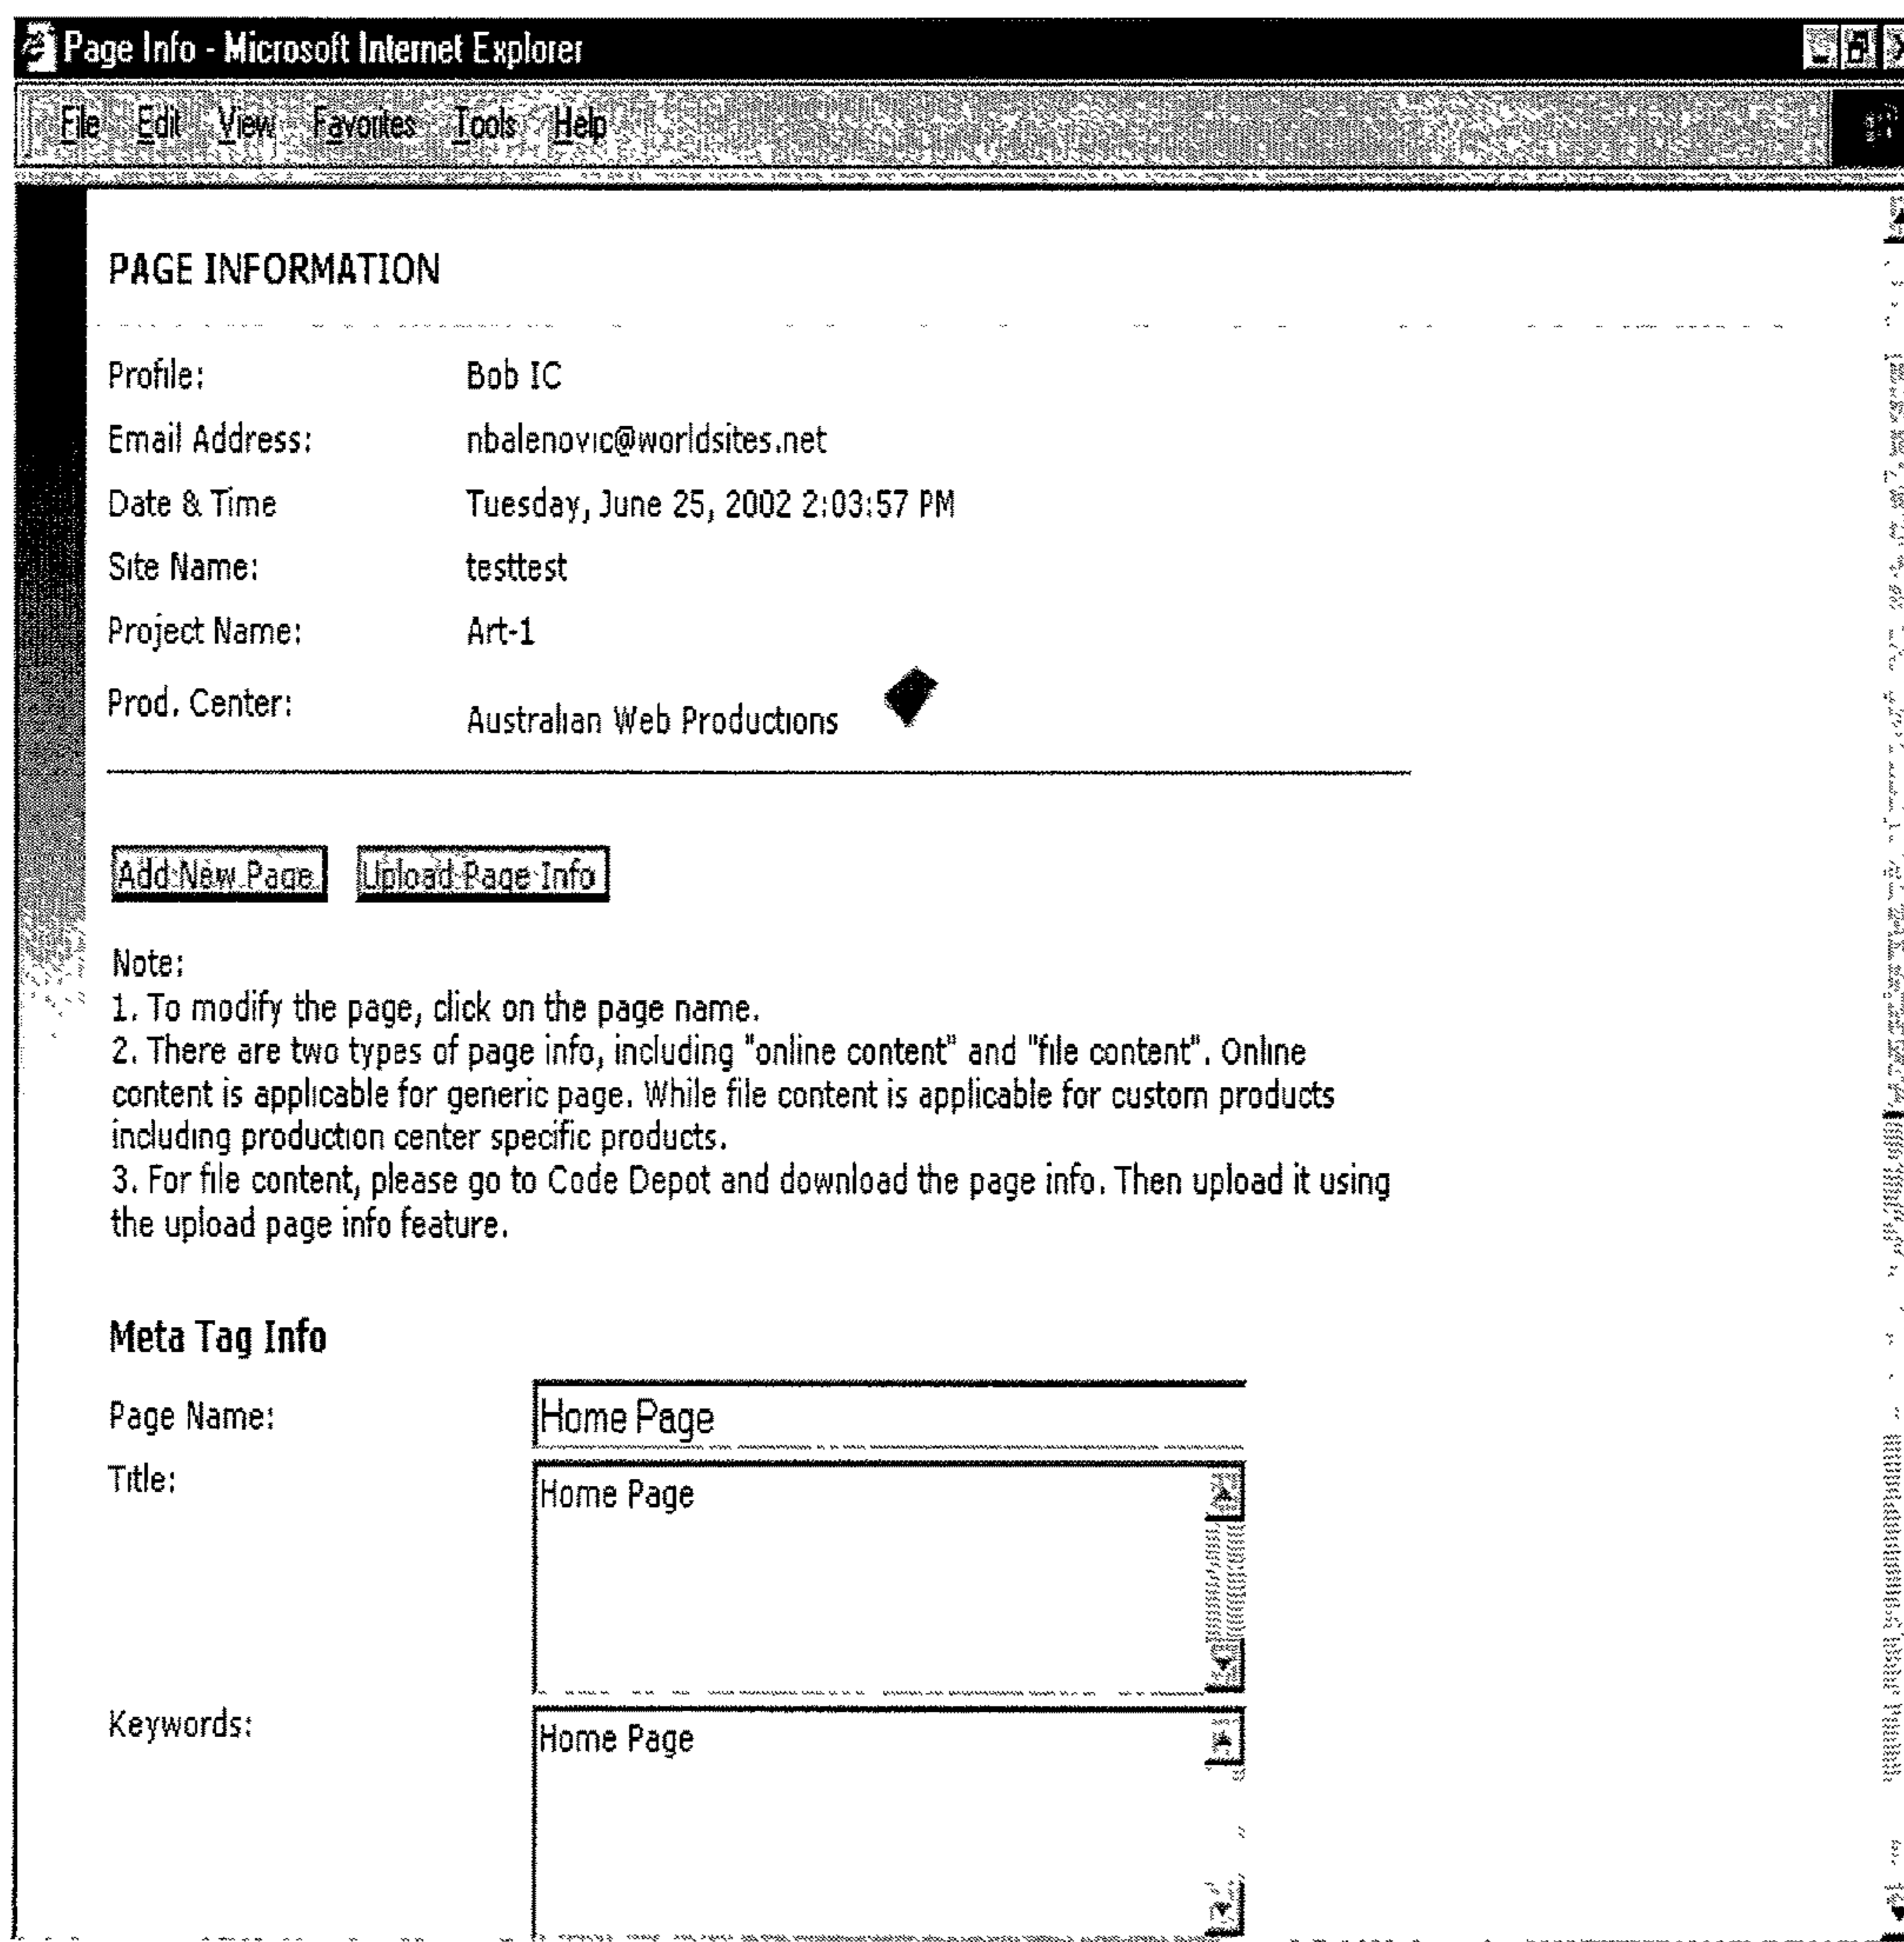 Page Info - Microsoft Internet Explorer
File Edit View Favorites Tools Help
PAGE INFORMATION
Profile: Bob IC
Email Address: nbalenovic@worldsites.net
Date & Time Tuesday, June 25, 2002 2:03:57 PM
Site Name: testtest
Project Name: Art-1
Prod. Center: Australian Web Productions
Add New Page Upload Page Info
Note:
1. To modify the page, click on the page name.
2. There are two types of page info, including "online content" and "file content". Online
content is applicable for generic page. While file content is applicable for custom products
including production center specific products.
3. For file content, please go to Code Depot and download the page info. Then upload it using
the upload page info feature.
Meta Tag Info
Page Name: Home Page
Title: Home Page
Keywords: Home Page